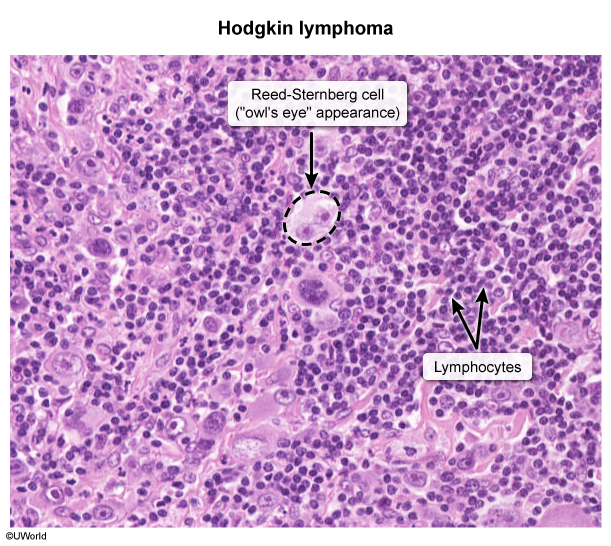 Hodgkin lymphoma
Reed-Sternberg cell
("owl's eye" appearance)
Lymphocytes
©UWorld